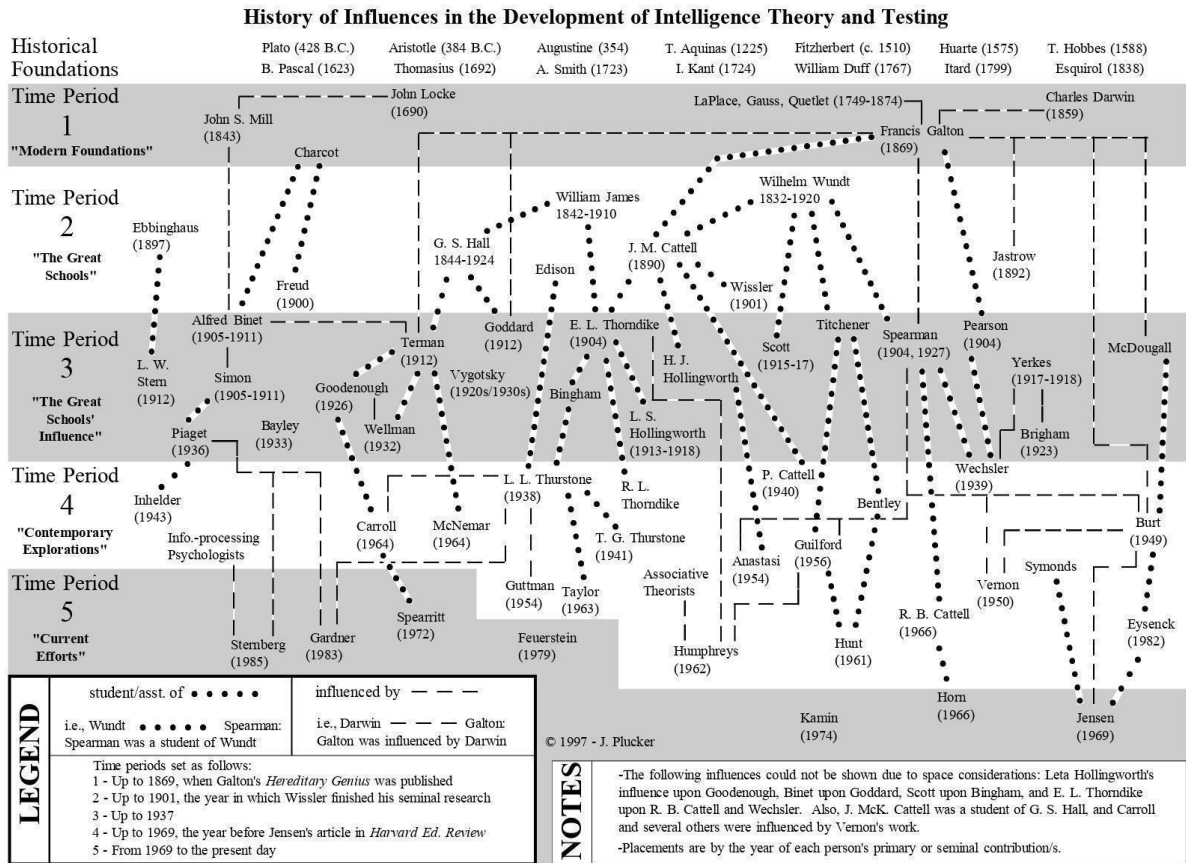 History of Influences in the Development of Intelligence Theory and Testing
Historical
Foundations
Plato (428 B.C.)
Aristotle (384 B.C.)
Augustine (354)
T. Aquinas (1225)
Fitzherbert (c. 1510)
Huarte (1575)
T. Hobbes (1588)
B. Pascal (1623)
Thomasius (1692)
A. Smith (1723)
I. Kant (1724)
William Duff (1767)
Itard (1799)
Esquirol (1838)
Time Period
1
"Modern Foundations"
John Locke
(1690)
John S. Mill
(1843)
Charcot
LaPlace, Gauss, Quetlet (1749-1874)
Charles Darwin
(1859)
Francis Galton
(1869)
Time Period
2
"The Great
Schools"
Ebbinghaus
(1897)
William James
1842-1910
Wilhelm Wundt
1832-1920
G. S. Hall
1844-1924
J. M. Cattell
(1890)
Edison
Jastrow
(1892)
Freud
(1900)
Wissler
(1901)
Time Period
3
"The Great
Schools'
Influence"
Alfred Binet
(1905-1911)
Terman
(1912)
Goddard
(1912)
E. L. Thorndike
(1904)
Titchener
Spearman
(1904, 1927)
Pearson
(1904)
McDougall
L. W.
Stern
(1912)
Simon
(1905-1911)
Goodenough
(1926)
Vygotsky
(1920s/1930s)
H. J.
Hollingworth
Scott
(1915-17)
Yerkes
(1917-1918)
Bingham
Piaget
(1936)
Bayley
(1933)
Wellman
(1932)
L. S.
Hollingworth
(1913-1918)
Brigham
(1923)
Time Period
4
"Contemporary
Explorations"
Wechsler
(1939)
Inhelder
(1943)
L. L. Thurstone
(1938)
R. L.
Thorndike
P. Cattell
(1940)
Bentley
Info.-processing
Psychologists
Carroll
(1964)
McNemar
(1964)
T. G. Thurstone
(1941)
Anastasi
(1954)
Guilford
(1956)
Burt
(1949)
Guttman
(1954)
Taylor
(1963)
Associative
Theorists
Vernon
(1950)
Symonds
Time Period
5
"Current
Efforts"
Spearritt
(1972)
R. B. Cattell
(1966)
Eysenck
(1982)
Sternberg
(1985)
Gardner
(1983)
Feuerstein
(1979)
Humphreys
(1962)
Hunt
(1961)
Horn
(1966)
Kamin
(1974)
Jensen
(1969)
© 1997 - J. Plucker
LEGEND
student/asst. of
i.e., Wundt Spearman:
Spearman was a student of Wundt
influenced by
i.e., Darwin Galton:
Galton was influenced by Darwin
Time periods set as follows:
1 - Up to 1869, when Galton's Hereditary Genius was published
2 - Up to 1901, the year in which Wissler finished his seminal research
3 - Up to 1937
4 - Up to 1969, the year before Jensen's article in Harvard Ed. Review
5 - From 1969 to the present day
NOTES
-The following influences could not be shown due to space considerations: Leta Hollingworth's
influence upon Goodenough, Binet upon Goddard, Scott upon Bingham, and E. L. Thorndike
upon R. B. Cattell and Wechsler. Also, J. McK. Cattell was a student of G. S. Hall, and Carroll
and several others were influenced by Vernon's work.
-Placements are by the year of each person's primary or seminal contribution/s.